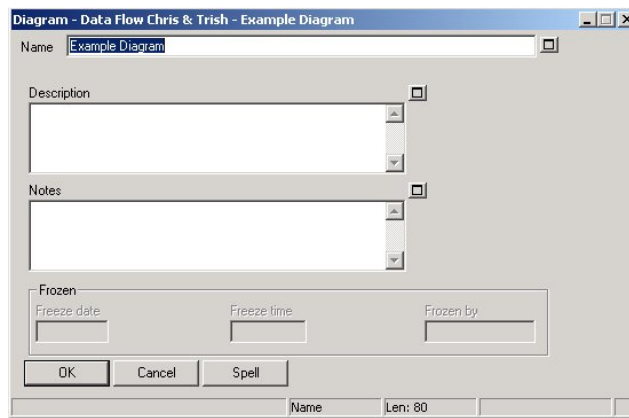 Diagram - Data Flow Chris & Trish - Example Diagram
Name Example Diagram
Description
Notes
Frozen
Freeze date Freeze time Frozen by
OK Cancel Spell
Name Len: 80